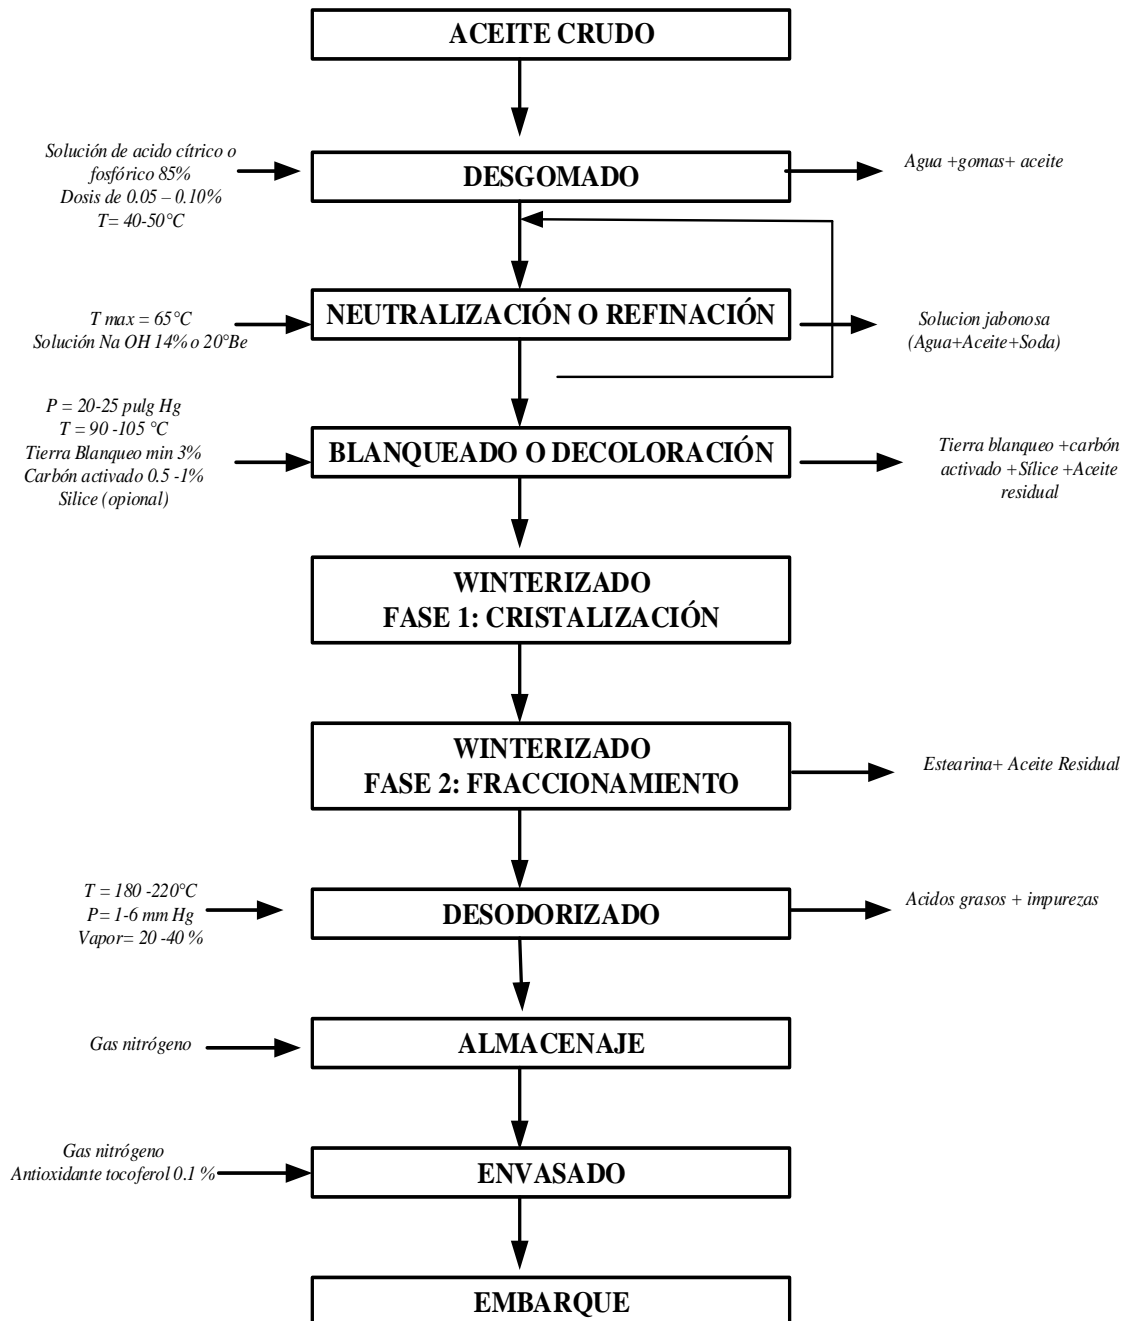 ACEITE CRUDO
Solución de acido cítrico o
fosfórico 85%
Dosis de 0.05 – 0.10%
T= 40-50°C
DESGOMADO
Agua +gomas+ aceite
T max = 65°C
Solución Na OH 14% o 20°Be
NEUTRALIZACIÓN O REFINACIÓN
Solucion jabonosa
(Agua+Aceite+Soda)
P = 20-25 pulg Hg
T = 90 -105 °C
Tierra Blanqueo min 3%
Carbón activado 0.5 -1%
Silice (opional)
BLANQUEADO O DECOLORACIÓN
Tierra blanqueo +carbón
activado +Sílice +Aceite
residual
WINTERIZADO
FASE 1: CRISTALIZACIÓN
WINTERIZADO
FASE 2: FRACCIONAMIENTO
Estearina+ Aceite Residual
T = 180 -220°C
P= 1-6 mm Hg
Vapor= 20 -40 %
DESODORIZADO
Acidos grasos + impurezas
Gas nitrógeno
ALMACENAJE
Gas nitrógeno
Antioxidante tocoferol 0.1 %
ENVASADO
EMBARQUE